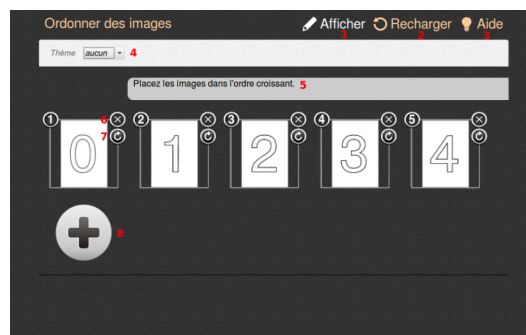 Ordonner des images Afficher Recharger Aide
1 2 3
Thème aucun 4
Placez les images dans l'ordre croissant. 5
1 6 2 3 4 5
7
0 1 2 3 4
8